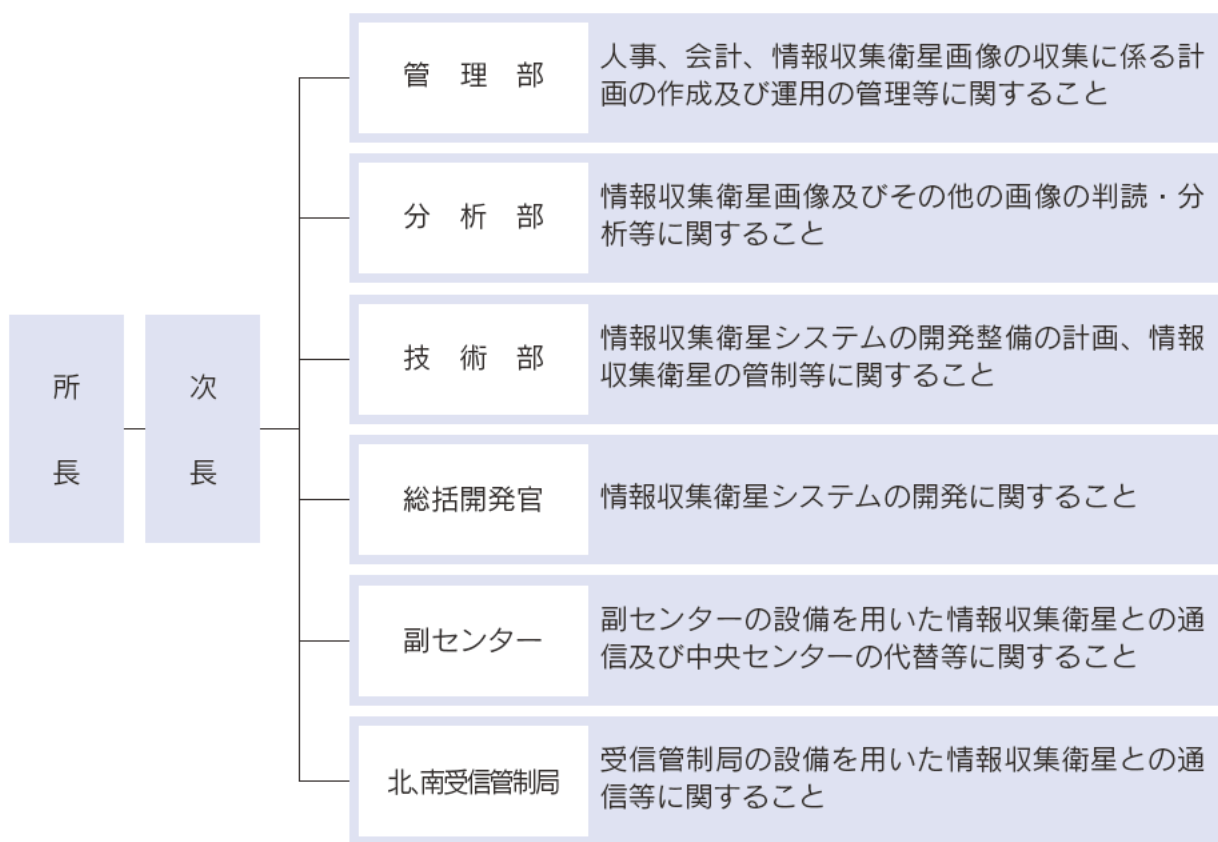 所長
次長
管理部
人事、会計、情報収集衛星画像の収集に係る計
画の作成及び運用の管理等に関すること
分析部
情報収集衛星画像及びその他の画像の判読・分
析等に関すること
技術部
情報収集衛星システムの開発整備の計画、情報
収集衛星の管制等に関すること
総括開発官
情報収集衛星システムの開発に関すること
副センター
副センターの設備を用いた情報収集衛星との通
信及び中央センターの代替等に関すること
北、南受信管制局
受信管制局の設備を用いた情報収集衛星との通
信等に関すること